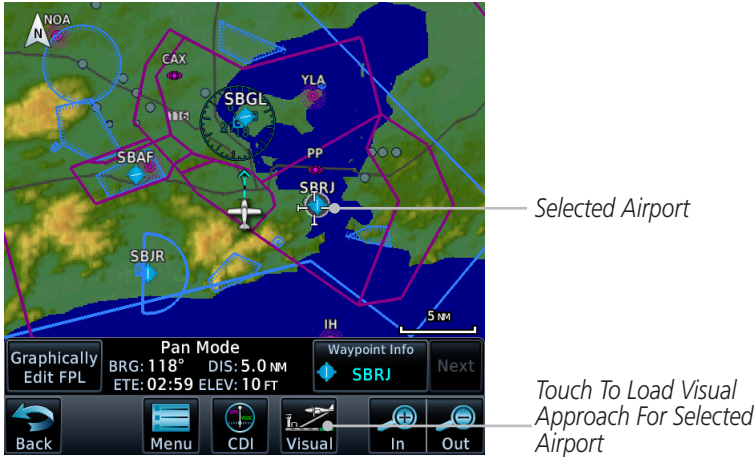 NOA
N
CAX
YLA
SBGL
116
SBAF
PP
SBRJ
Selected Airport
SBJR
IH
5 NM
Graphically
Edit FPL
Pan Mode
BRG: 118° DIS: 5.0 NM
ETE: 02:59 ELEV: 10 FT
Waypoint Info
SBRJ
Next
Back
Menu
CDI
Visual
In
Out
Touch To Load Visual
Approach For Selected
Airport